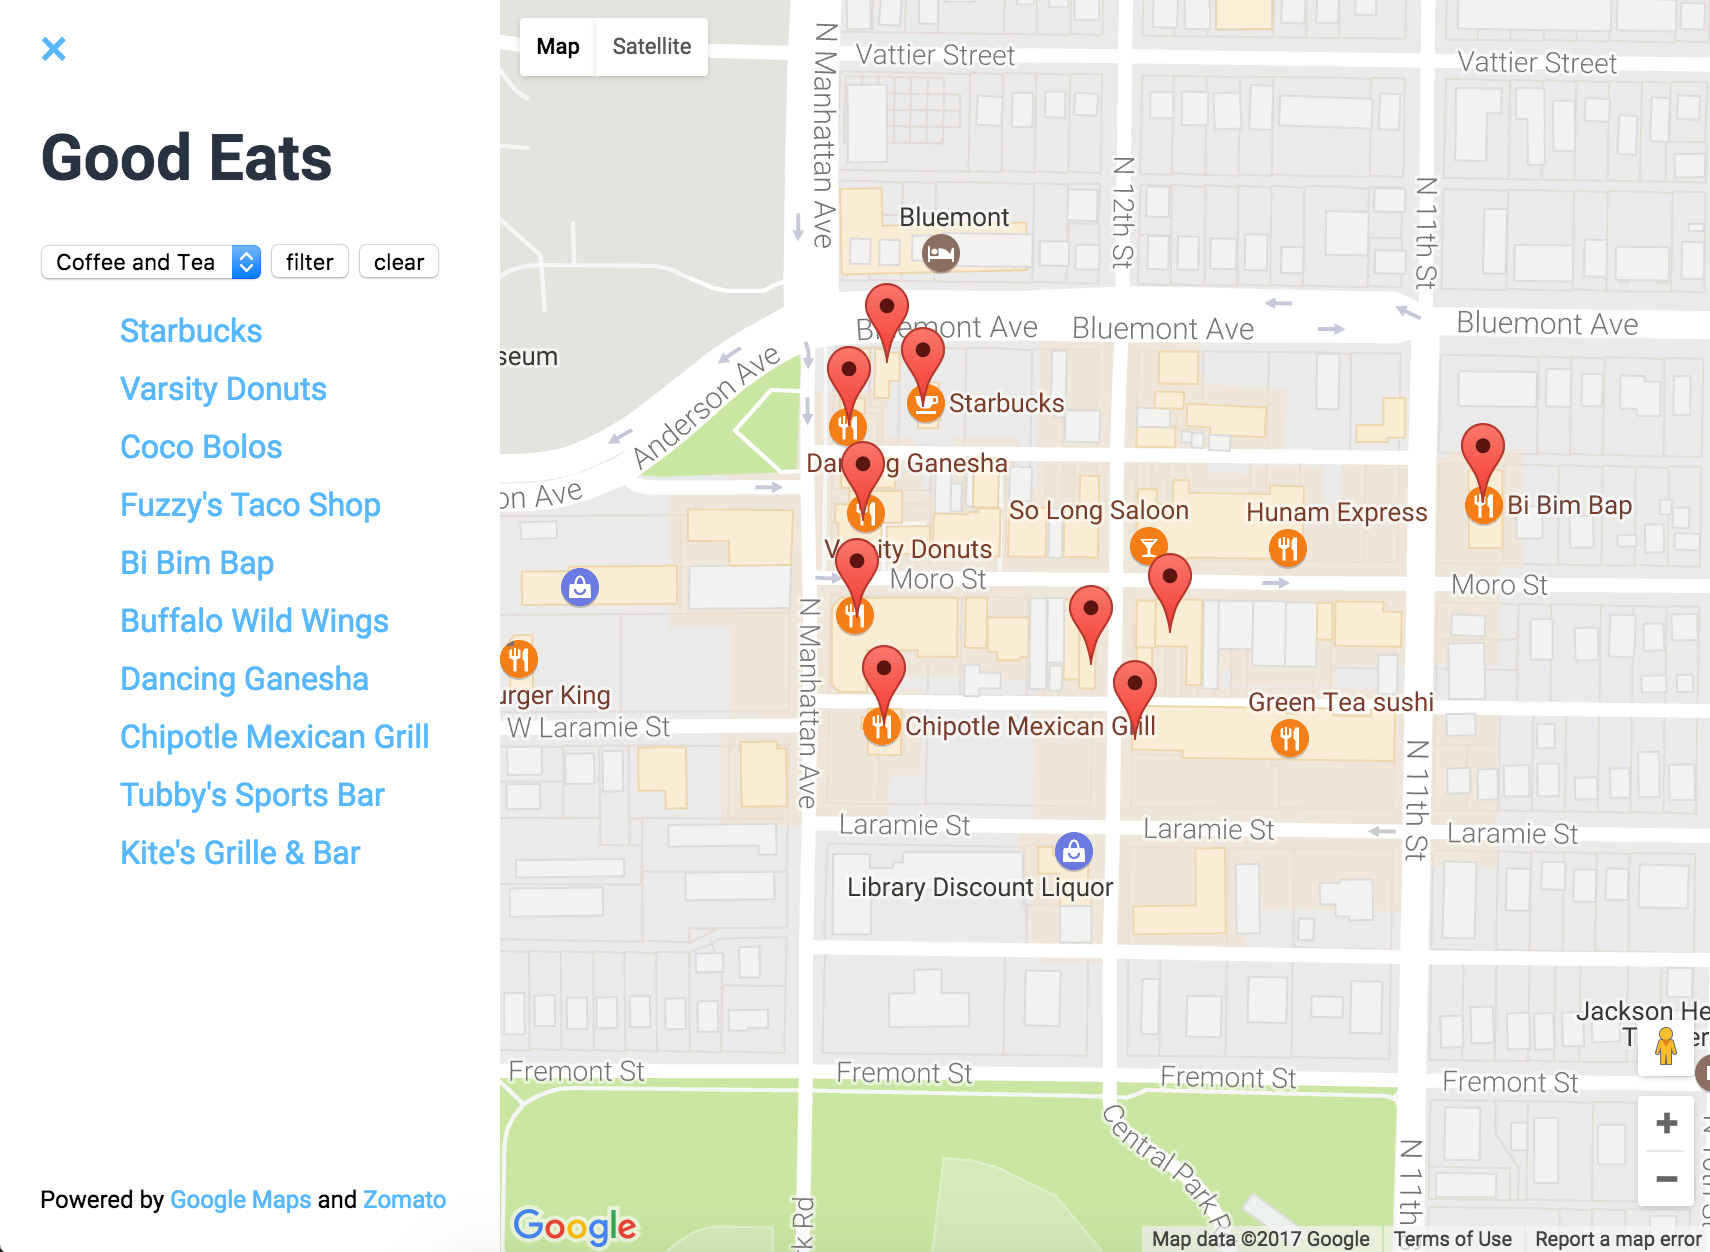 ×
Good Eats
Coffee and Tea
filter
clear
Starbucks
Varsity Donuts
Coco Bolos
Fuzzy's Taco Shop
Bi Bim Bap
Buffalo Wild Wings
Dancing Ganesha
Chipotle Mexican Grill
Tubby's Sports Bar
Kite's Grille & Bar
Powered by Google Maps and Zomato
Map
Satellite
N Manhattan Ave
Vattier Street
Vattier Street
Bluemont
N 12th St
N 11th St
Bluemont Ave
Bluemont Ave
Bluemont Ave
seum
Anderson Ave
Starbucks
on Ave
Dancing Ganesha
So Long Saloon
Hunam Express
Bi Bim Bap
Varsity Donuts
Moro St
Moro St
N Manhattan Ave
urger King
W Laramie St
Chipotle Mexican Grill
Green Tea sushi
N 11th St
Laramie St
Laramie St
Laramie St
Library Discount Liquor
Jackson He
Fremont St
Fremont St
Fremont St
Fremont St
Central Park R
N 11th S
k Rd
Google
Map data ©2017 Google
Terms of Use
Report a map error